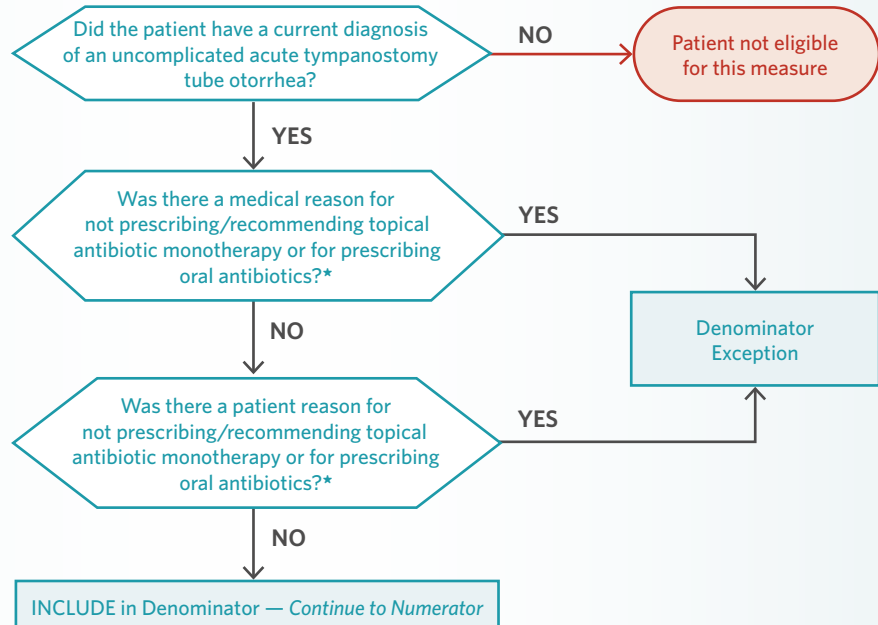 Did the patient have a current diagnosis
of an uncomplicated acute tympanostomy
tube otorrhea?
NO
Patient not eligible
for this measure
YES
Was there a medical reason for
not prescribing/recommending topical
antibiotic monotherapy or for prescribing
oral antibiotics?★
YES
Denominator
Exception
NO
Was there a patient reason for
not prescribing/recommending topical
antibiotic monotherapy or for prescribing
oral antibiotics?★
YES
NO
INCLUDE in Denominator — Continue to Numerator